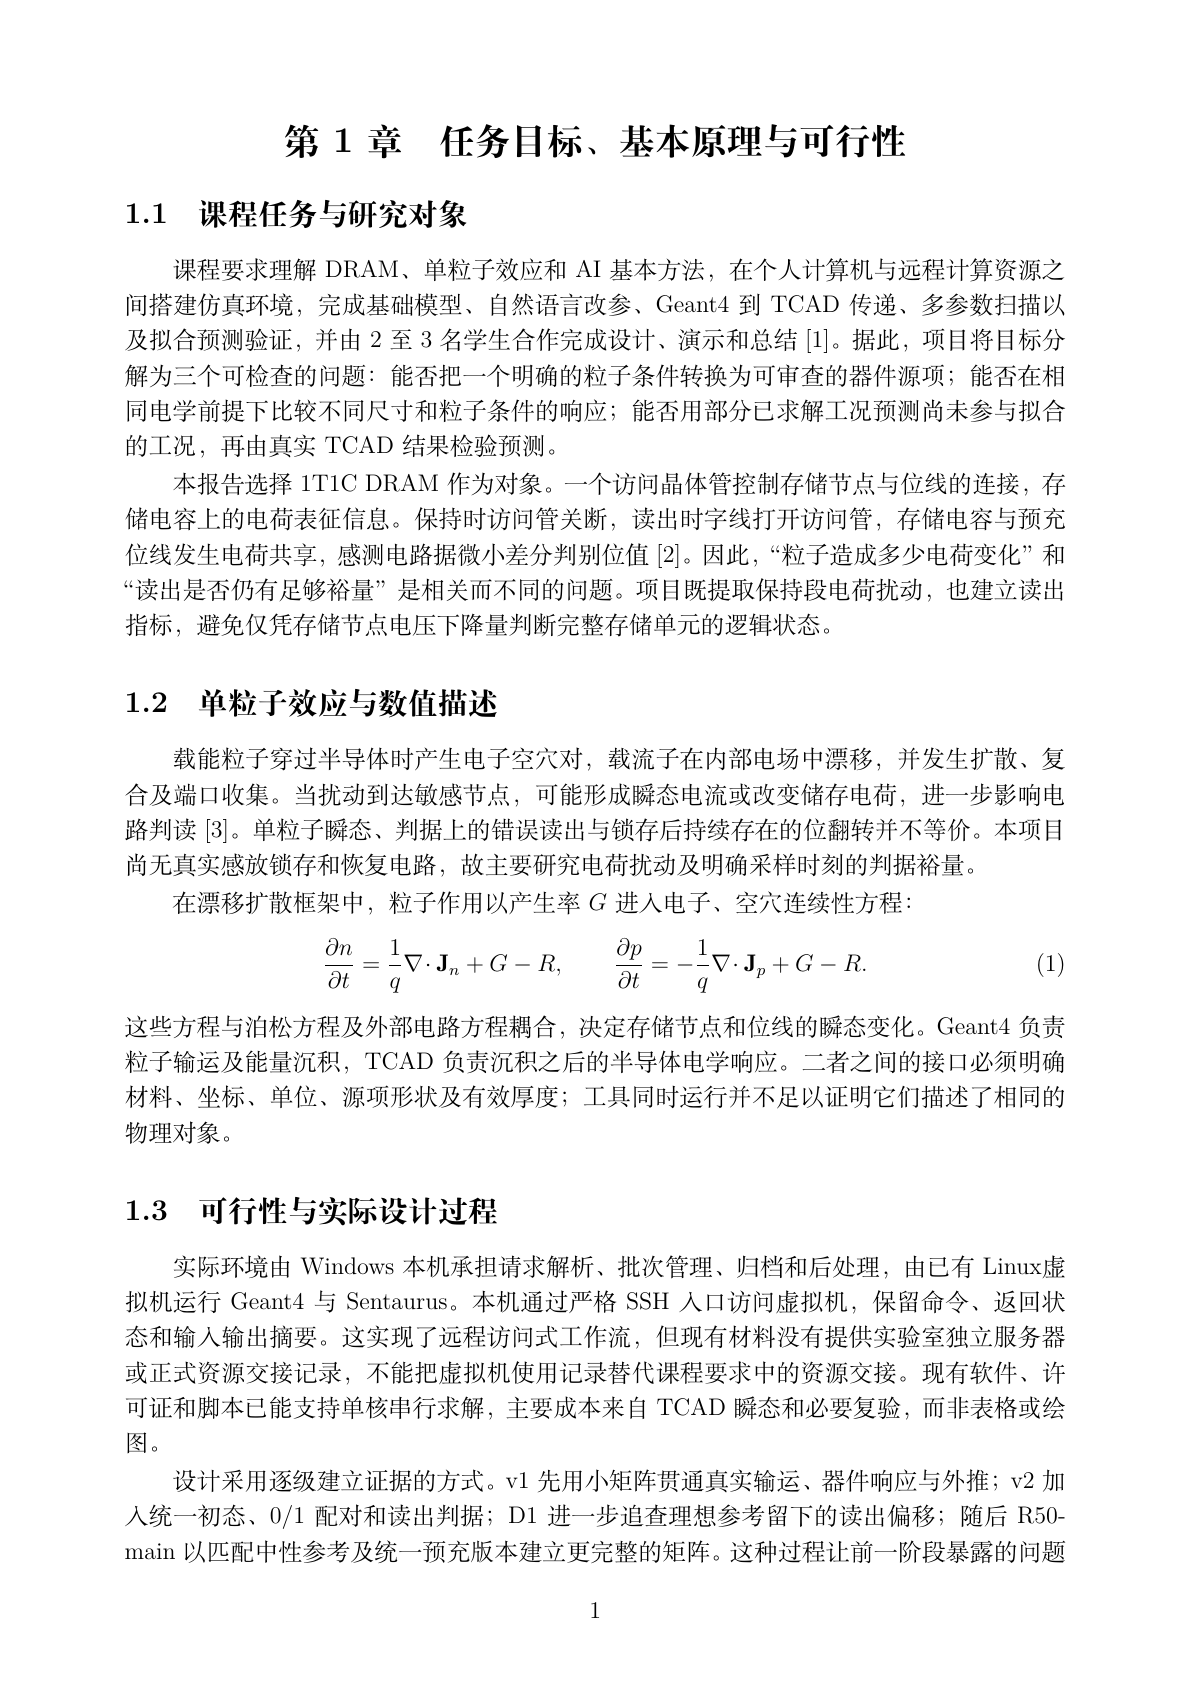 第 1 章 任务目标、基本原理与可行性
1.1 课程任务与研究对象
课程要求理解 DRAM、单粒子效应和 AI 基本方法，在个人计算机与远程计算资源之
间搭建仿真环境，完成基础模型、自然语言改参、Geant4 到 TCAD 传递、多参数扫描以
及拟合预测验证，并由 2 至 3 名学生合作完成设计、演示和总结 [1]。据此，项目将目标分
解为三个可检查的问题：能否把一个明确的粒子条件转换为可审查的器件源项；能否在相
同电学前提下比较不同尺寸和粒子条件的响应；能否用部分已求解工况预测尚未参与拟合
的工况，再由真实 TCAD 结果检验预测。
本报告选择 1T1C DRAM 作为对象。一个访问晶体管控制存储节点与位线的连接，存
储电容上的电荷表征信息。保持时访问管关断，读出时字线打开访问管，存储电容与预充
位线发生电荷共享，感测电路据微小差分判别位值 [2]。因此，“粒子造成多少电荷变化”和
“读出是否仍有足够裕量”是相关而不同的问题。项目既提取保持段电荷扰动，也建立读出
指标，避免仅凭存储节点电压下降量判断完整存储单元的逻辑状态。
1.2 单粒子效应与数值描述
载能粒子穿过半导体时产生电子空穴对，载流子在内部电场中漂移，并发生扩散、复
合及端口收集。当扰动到达敏感节点，可能形成瞬态电流或改变储存电荷，进一步影响电
路判读 [3]。单粒子瞬态、判据上的错误读出与锁存后持续存在的位翻转并不等价。本项目
尚无真实感放锁存和恢复电路，故主要研究电荷扰动及明确采样时刻的判据裕量。
在漂移扩散框架中，粒子作用以产生率 G 进入电子、空穴连续性方程：
∂n/∂t = 1/q ∇·J_n + G − R, ∂p/∂t = −1/q ∇·J_p + G − R. (1)
这些方程与泊松方程及外部电路方程耦合，决定存储节点和位线的瞬态变化。Geant4 负责
粒子输运及能量沉积，TCAD 负责沉积之后的半导体电学响应。二者之间的接口必须明确
材料、坐标、单位、源项形状及有效厚度；工具同时运行并不足以证明它们描述了相同的
物理对象。
1.3 可行性与实际设计过程
实际环境由 Windows 本机承担请求解析、批次管理、归档和后处理，由已有 Linux虚
拟机运行 Geant4 与 Sentaurus。本机通过严格 SSH 入口访问虚拟机，保留命令、返回状
态和输入输出摘要。这实现了远程访问式工作流，但现有材料没有提供实验室独立服务器
或正式资源交接记录，不能把虚拟机使用记录替代课程要求中的资源交接。现有软件、许
可证和脚本已能支持单核串行求解，主要成本来自 TCAD 瞬态和必要复验，而非表格或绘
图。
设计采用逐级建立证据的方式。v1 先用小矩阵贯通真实输运、器件响应与外推；v2 加
入统一初态、0/1 配对和读出判据；D1 进一步追查理想参考留下的读出偏移；随后 R50-
main 以匹配中性参考及统一预充版本建立更完整的矩阵。这种过程让前一阶段暴露的问题
1